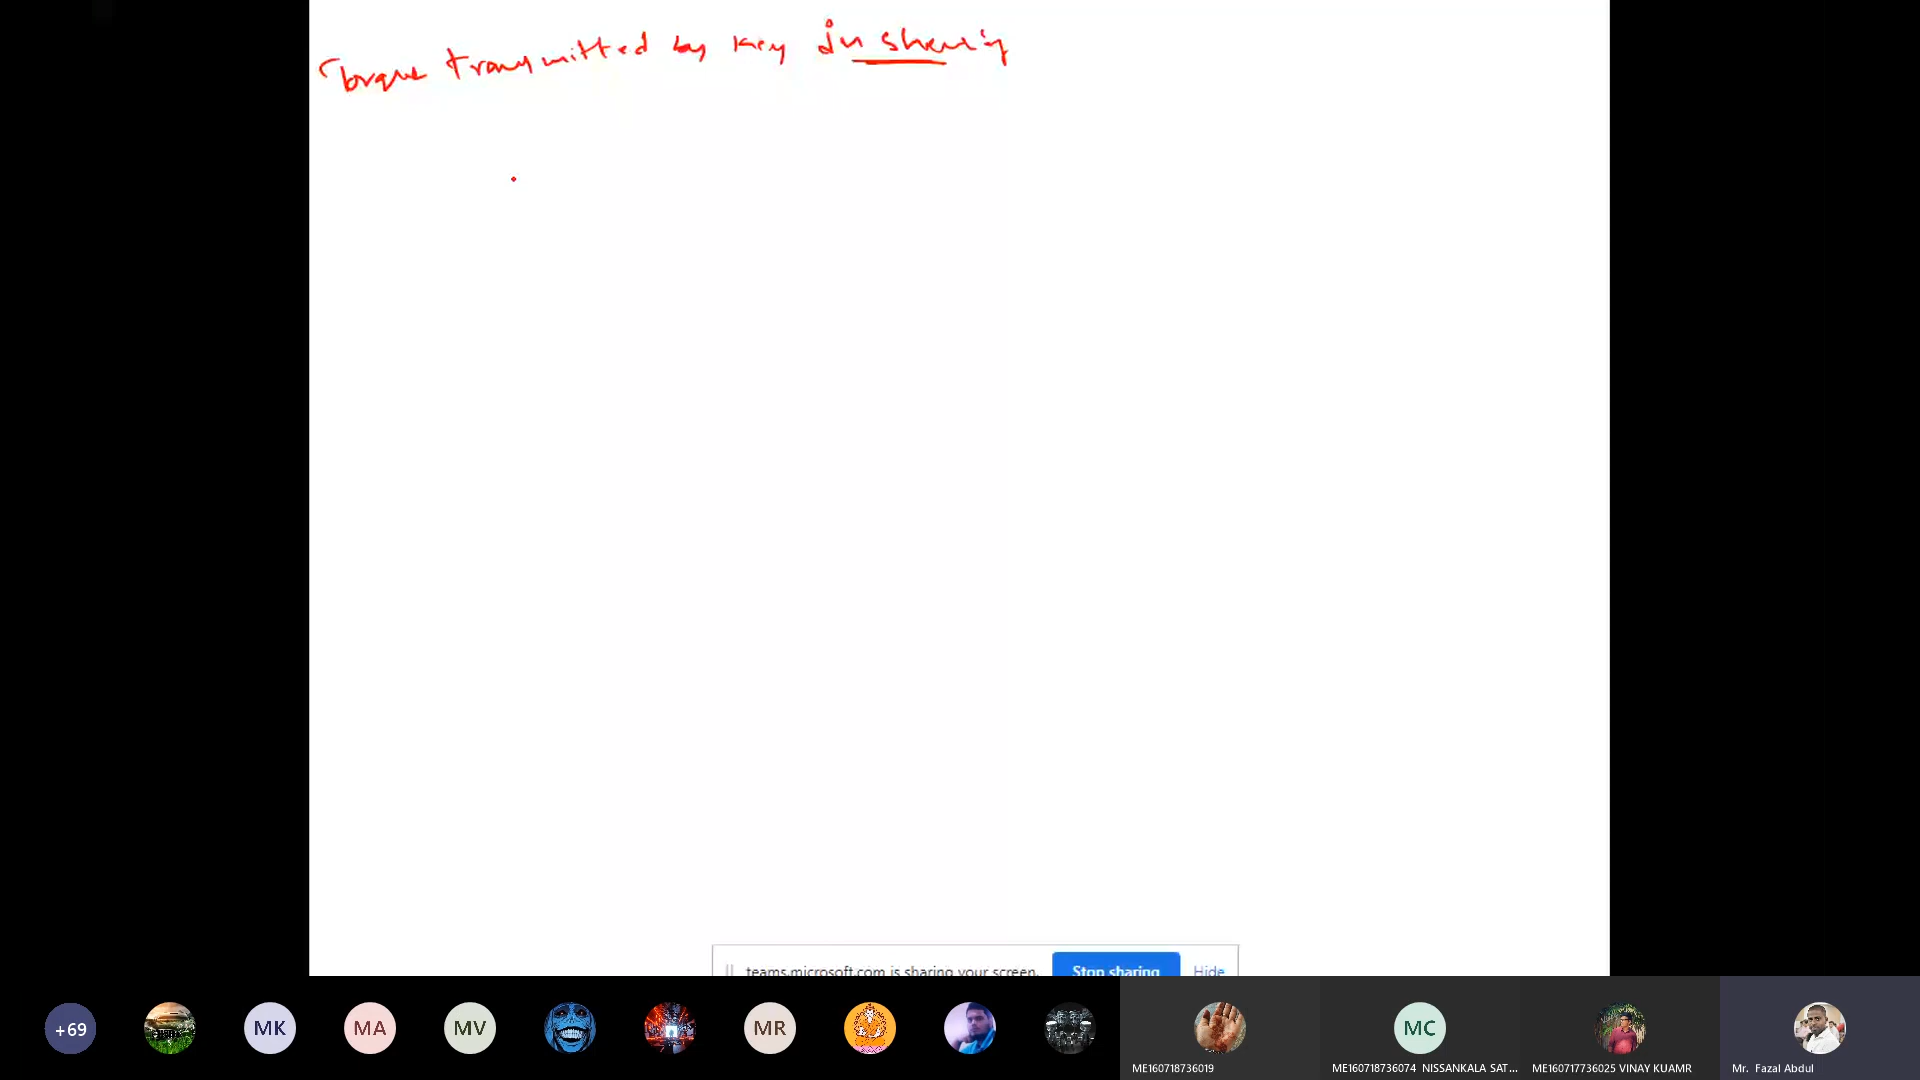 Torque transmitted by key in shearing
teams.microsoft.com is sharing your screen. Stop sharing Hide
+69 MK MA MV MR MC
ME160718736019 ME160718736074 NISSANKALA SAT... ME160717736025 VINAY KUAMR Mr. Fazal Abdul